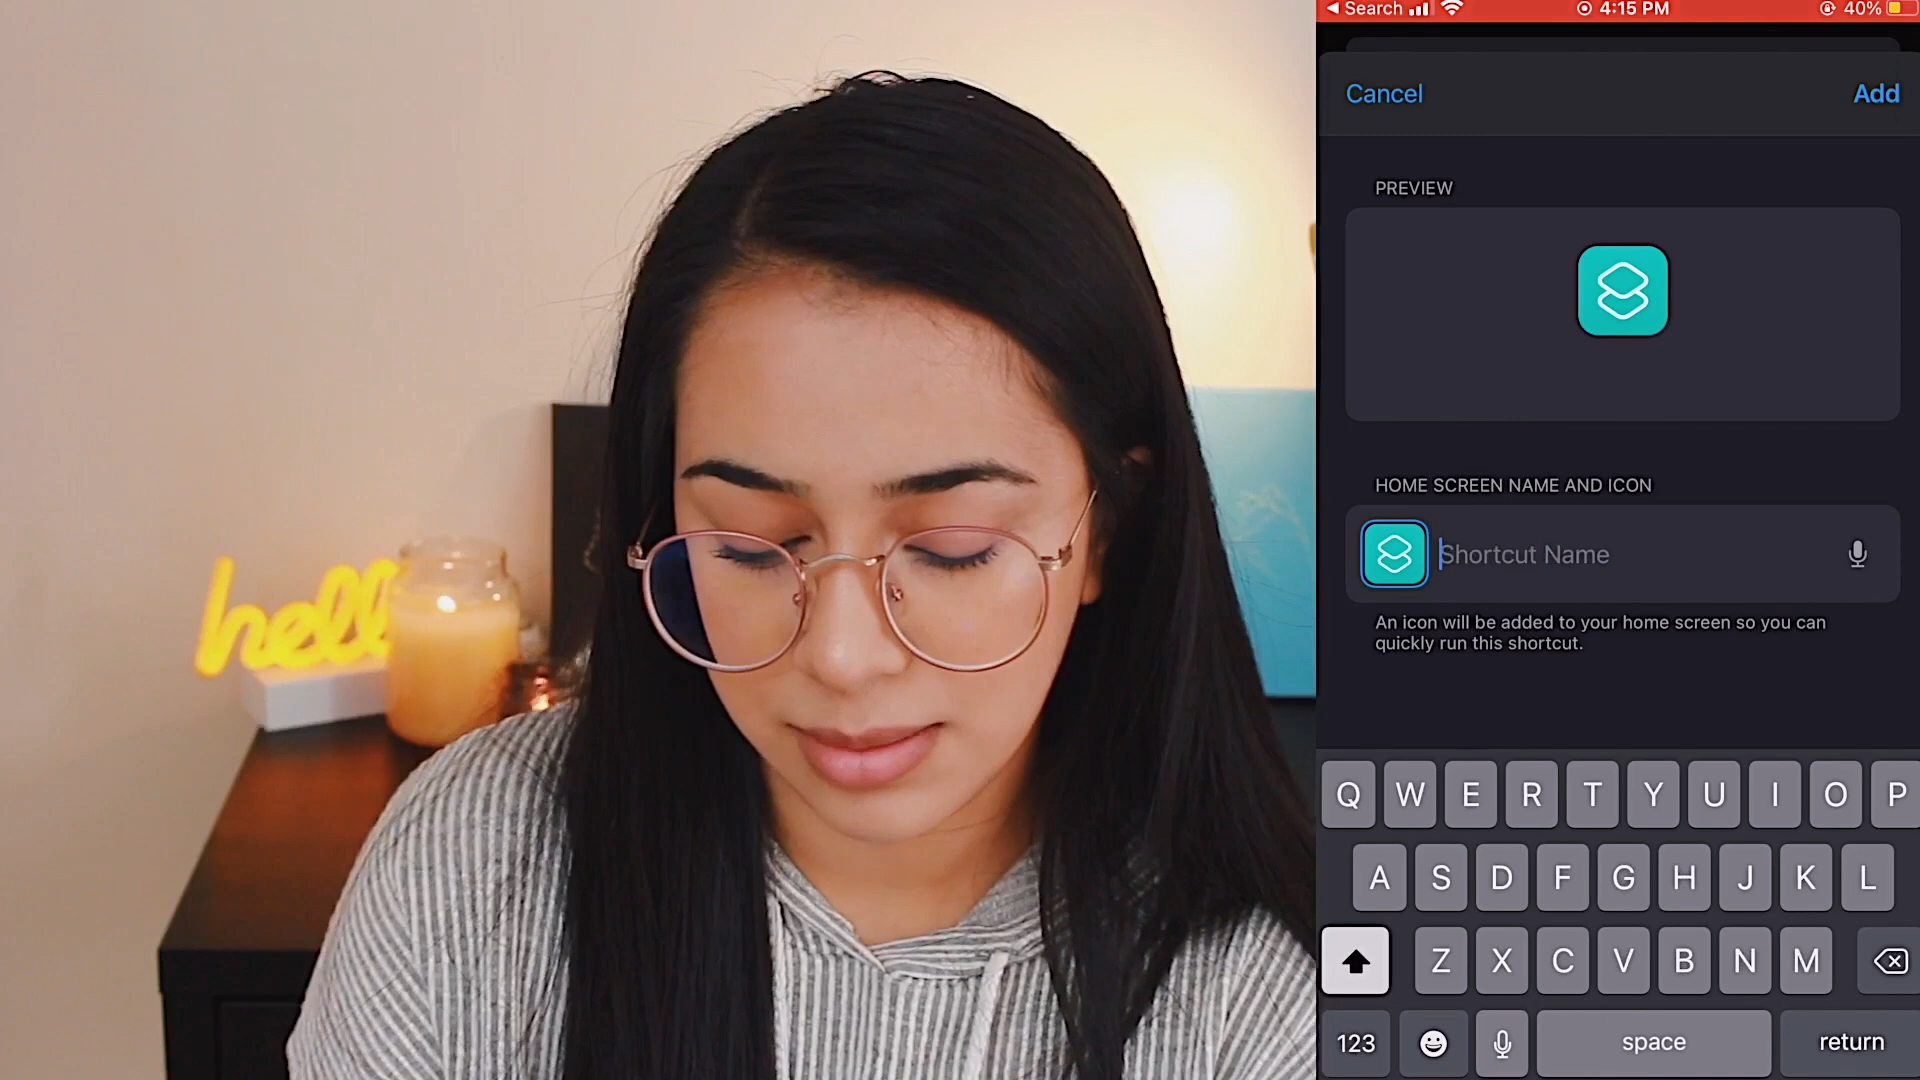 hell
Search 4:15 PM 40%
Cancel Add
PREVIEW
HOME SCREEN NAME AND ICON
Shortcut Name
An icon will be added to your home screen so you can
quickly run this shortcut.
Q W E R T Y U I O P
A S D F G H J K L
Z X C V B N M
123 space return